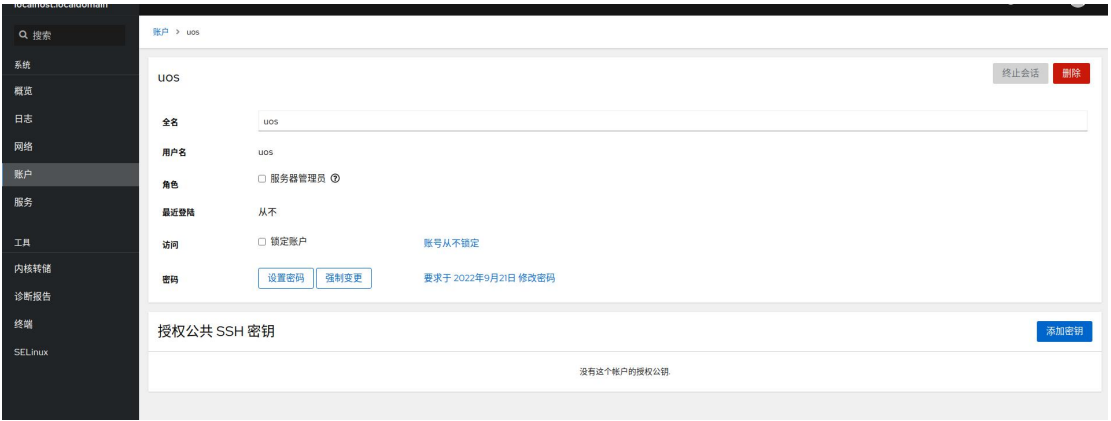 localhost.localdomain
搜索
系统
概览
日志
网络
账户
服务
工具
内核转储
诊断报告
终端
SELinux
账户 > uos
uos
终止会话 删除
全名 uos
用户名 uos
角色 服务器管理员
最近登陆 从不
访问 锁定账户 账号从不锁定
密码 设置密码 强制变更 要求于 2022年9月21日 修改密码
授权公共 SSH 密钥 添加密钥
没有这个帐户的授权公钥.